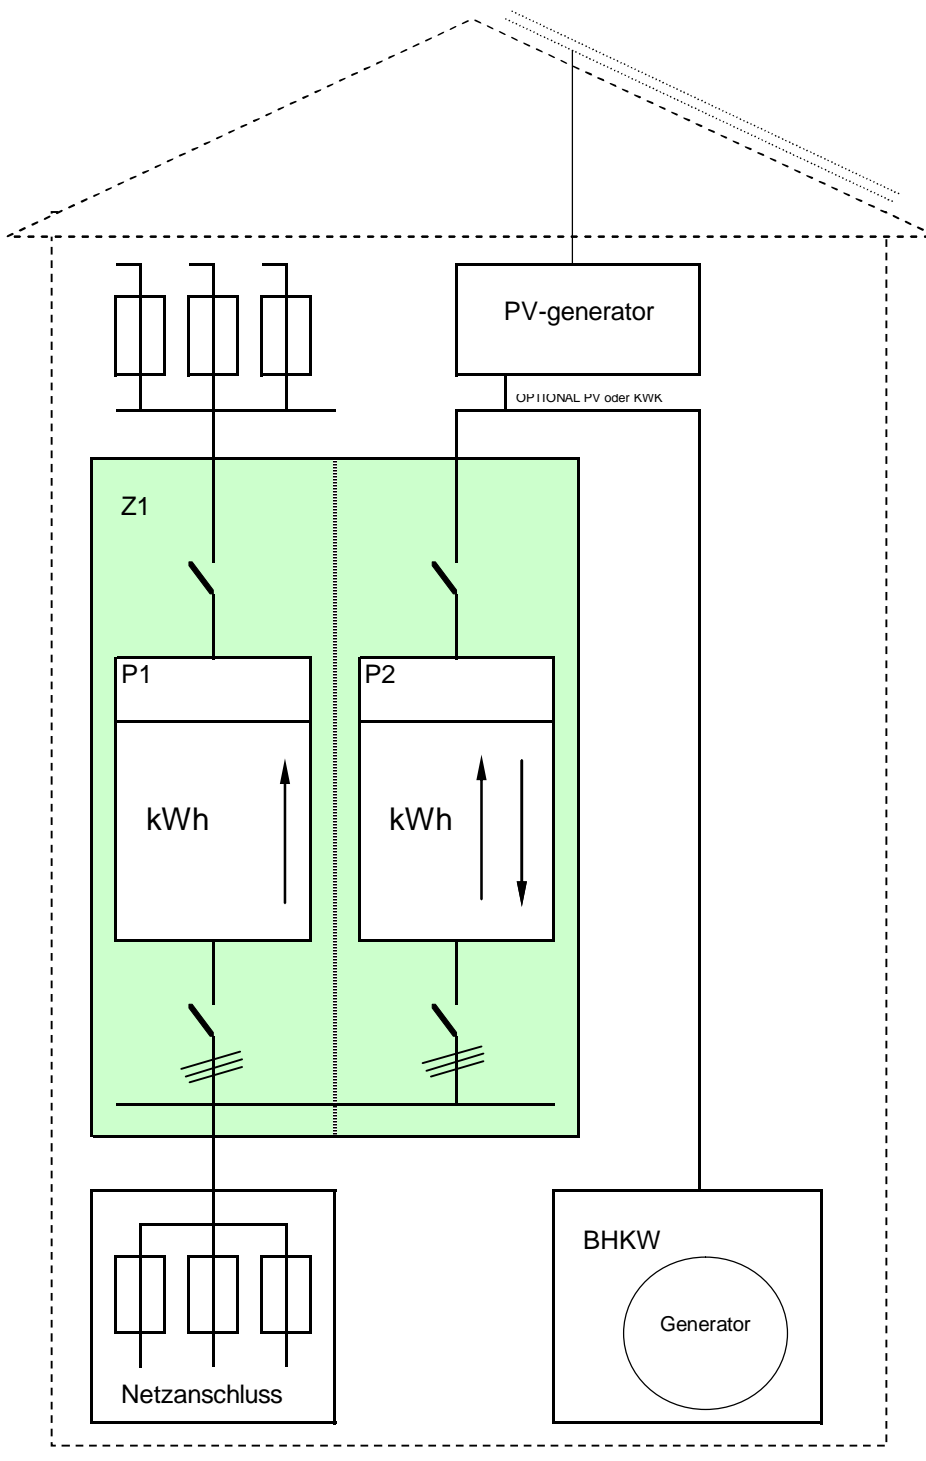 PV-generator
OPTIONAL PV oder KWK
Z1
P1
P2
kWh
kWh
BHKW
Generator
Netzanschluss